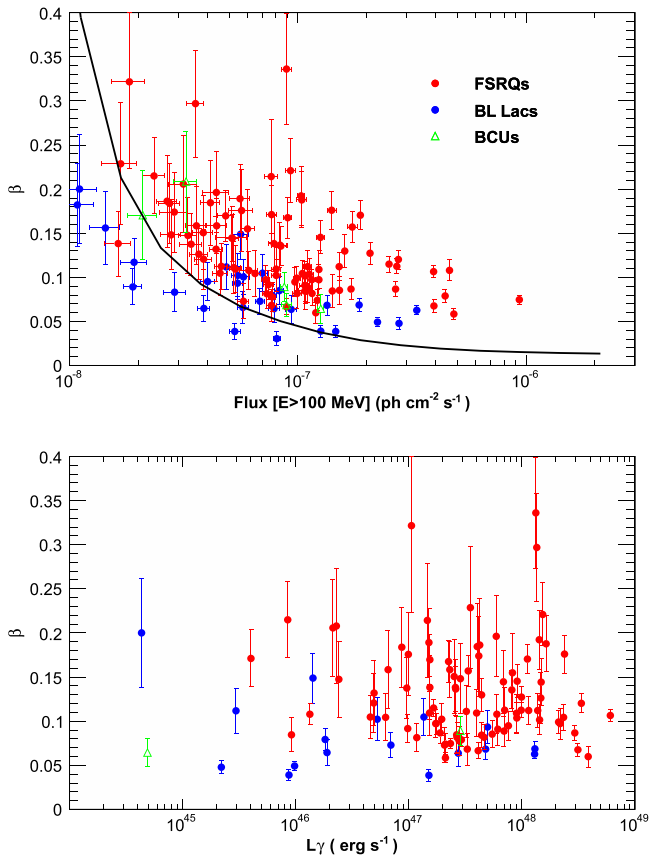 0.4
0.35
0.3
0.25
0.2
0.15
0.1
0.05
0
β
FSRQs
BL Lacs
BCUs
10⁻⁸ 10⁻⁷ 10⁻⁶
Flux [E>100 MeV] (ph cm⁻² s⁻¹)
0.4
0.35
0.3
0.25
0.2
0.15
0.1
0.05
0
β
10⁴⁵ 10⁴⁶ 10⁴⁷ 10⁴⁸ 10⁴⁹
Lγ ( erg s⁻¹)